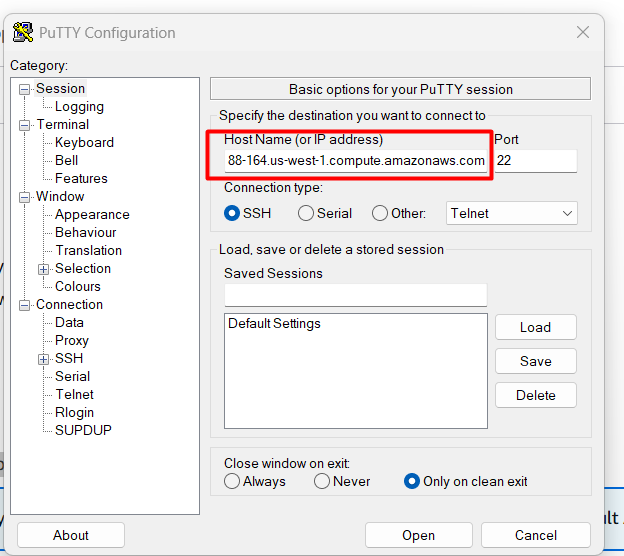 PuTTY Configuration
Category:
Session
Logging
Terminal
Keyboard
Bell
Features
Window
Appearance
Behaviour
Translation
Selection
Colours
Connection
Data
Proxy
SSH
Serial
Telnet
Rlogin
SUPDUP
Basic options for your PuTTY session
Specify the destination you want to connect to
Host Name (or IP address) Port
88-164.us-west-1.compute.amazonaws.com 22
Connection type:
SSH Serial Other: Telnet
Load, save or delete a stored session
Saved Sessions
Default Settings
Load
Save
Delete
Close window on exit:
Always Never Only on clean exit
About Open Cancel